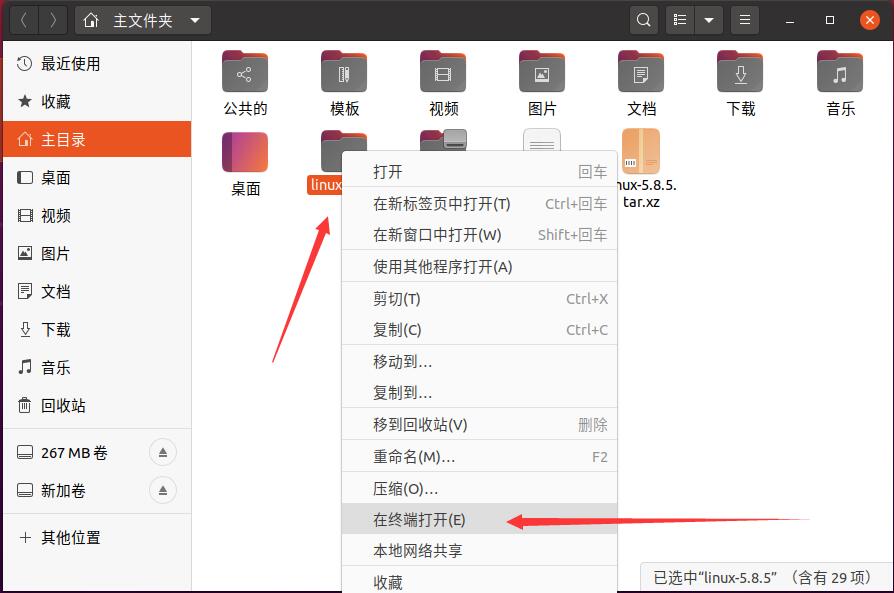 主文件夹
最近使用
收藏
主目录
桌面
视频
图片
文档
下载
音乐
回收站
267 MB 卷
新加卷
其他位置
公共的
模板
视频
图片
文档
下载
音乐
桌面
linux
nux-5.8.5.
tar.xz
打开 回车
在新标签页中打开(T) Ctrl+回车
在新窗口中打开(W) Shift+回车
使用其他程序打开(A)
剪切(T) Ctrl+X
复制(C) Ctrl+C
移动到…
复制到…
移到回收站(V) 删除
重命名(M)… F2
压缩(O)…
在终端打开(E)
本地网络共享
收藏
已选中“linux-5.8.5” （含有 29 项）